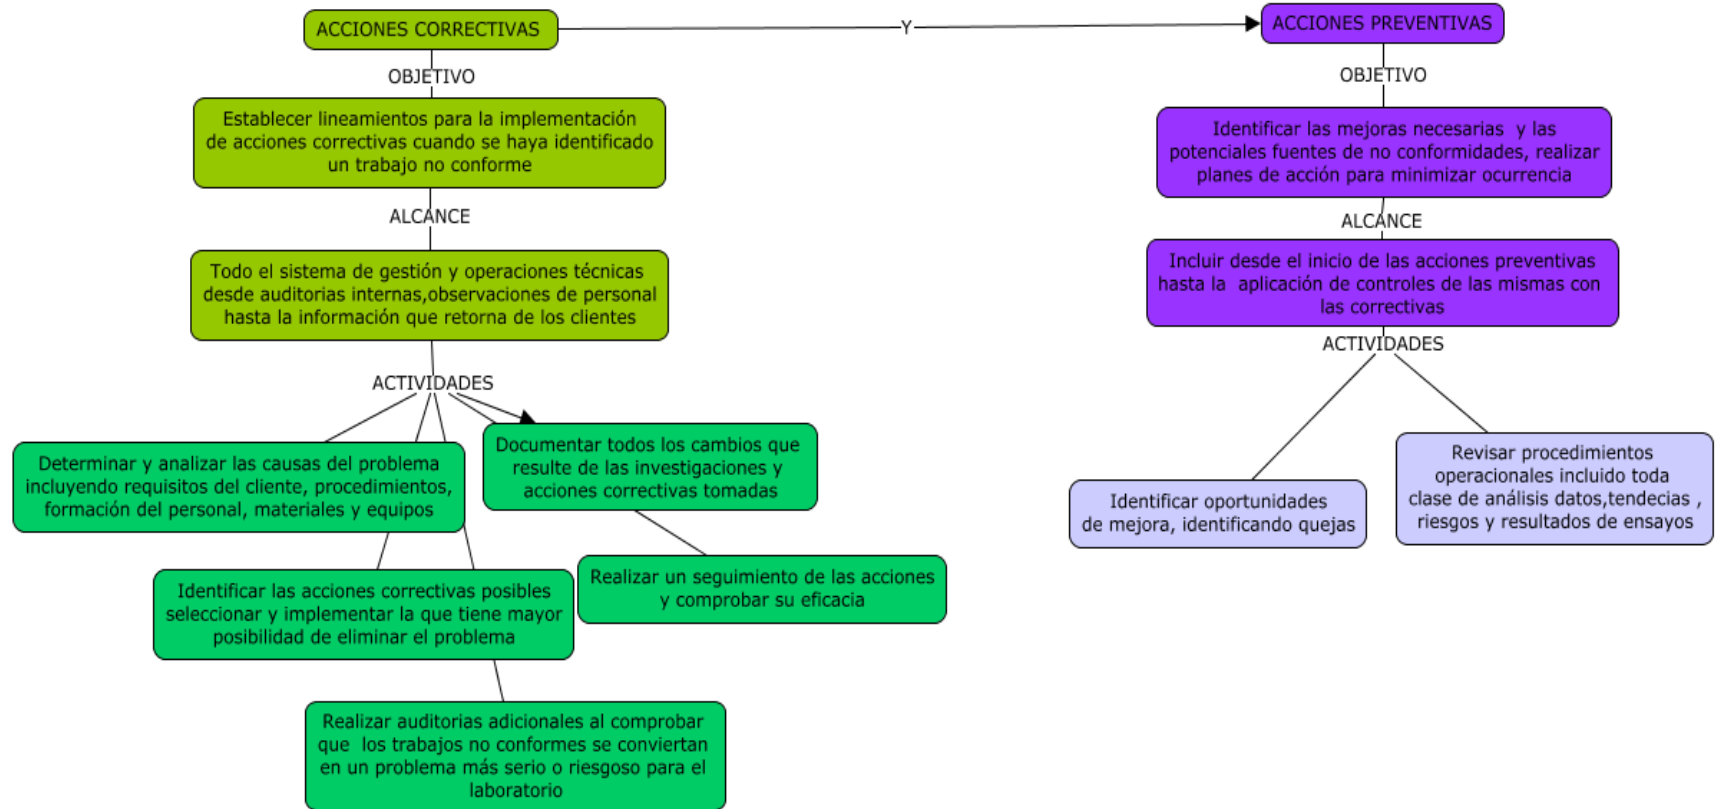 ACCIONES CORRECTIVAS
Y
ACCIONES PREVENTIVAS
OBJETIVO
Establecer lineamientos para la implementación
de acciones correctivas cuando se haya identificado
un trabajo no conforme
ALCANCE
Todo el sistema de gestión y operaciones técnicas
desde auditorias internas,observaciones de personal
hasta la información que retorna de los clientes
ACTIVIDADES
Determinar y analizar las causas del problema
incluyendo requisitos del cliente, procedimientos,
formación del personal, materiales y equipos
Documentar todos los cambios que
resulte de las investigaciones y
acciones correctivas tomadas
Identificar las acciones correctivas posibles
seleccionar y implementar la que tiene mayor
posibilidad de eliminar el problema
Realizar un seguimiento de las acciones
y comprobar su eficacia
Realizar auditorias adicionales al comprobar
que los trabajos no conformes se conviertan
en un problema más serio o riesgoso para el
laboratorio
OBJETIVO
Identificar las mejoras necesarias y las
potenciales fuentes de no conformidades, realizar
planes de acción para minimizar ocurrencia
ALCANCE
Incluir desde el inicio de las acciones preventivas
hasta la aplicación de controles de las mismas con
las correctivas
ACTIVIDADES
Identificar oportunidades
de mejora, identificando quejas
Revisar procedimientos
operacionales incluido toda
clase de análisis datos,tendecias ,
riesgos y resultados de ensayos